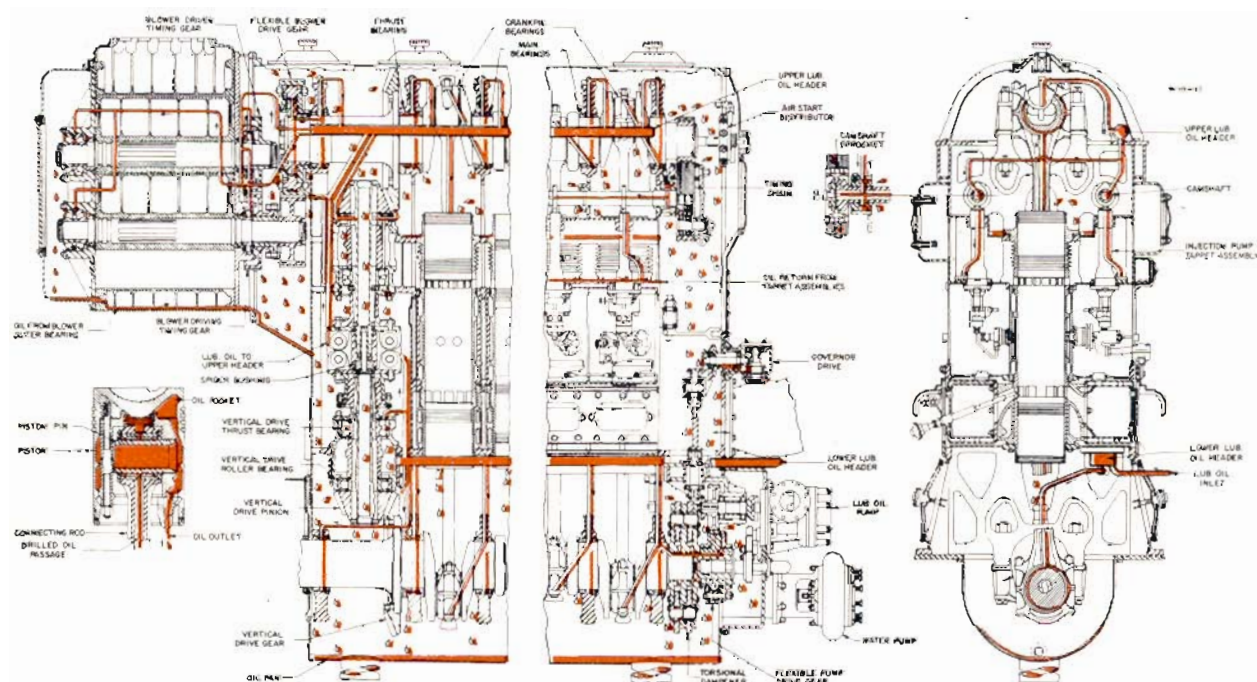 BLOWER DRIVEN
TIMING GEAR
FLEXIBLE BLOWER
DRIVE GEAR
THRUST
BEARING
CRANKPIN
BEARINGS
MAIN
BEARINGS
UPPER LUB.
OIL HEADER
AIR START
DISTRIBUTOR
CAMSHAFT
SPROCKET
TIMING
CHAIN
UPPER LUB.
OIL HEADER
CAMSHAFT
INJECTION PUMP
TAPPET ASSEMBLY
OIL RETURN FROM
TAPPET ASSEMBLIES
OIL FROM BLOWER
OUTER BEARING
BLOWER DRIVING
TIMING GEAR
LUB. OIL TO
UPPER HEADER
SPIDER BUSHING
GOVERNOR
DRIVE
OIL POCKET
PISTON PIN
PISTON
VERTICAL DRIVE
THRUST BEARING
VERTICAL DRIVE
ROLLER BEARING
VERTICAL
DRIVE PINION
LOWER LUB.
OIL HEADER
LOWER LUB.
OIL HEADER
LUB OIL
INLET
LUB OIL
PUMP
CONNECTING ROD
DRILLED OIL
PASSAGE
OIL OUTLET
VERTICAL
DRIVE GEAR
WATER PUMP
OIL PAN
TORSIONAL
DAMPENER
FLEXIBLE PUMP
DRIVE GEAR